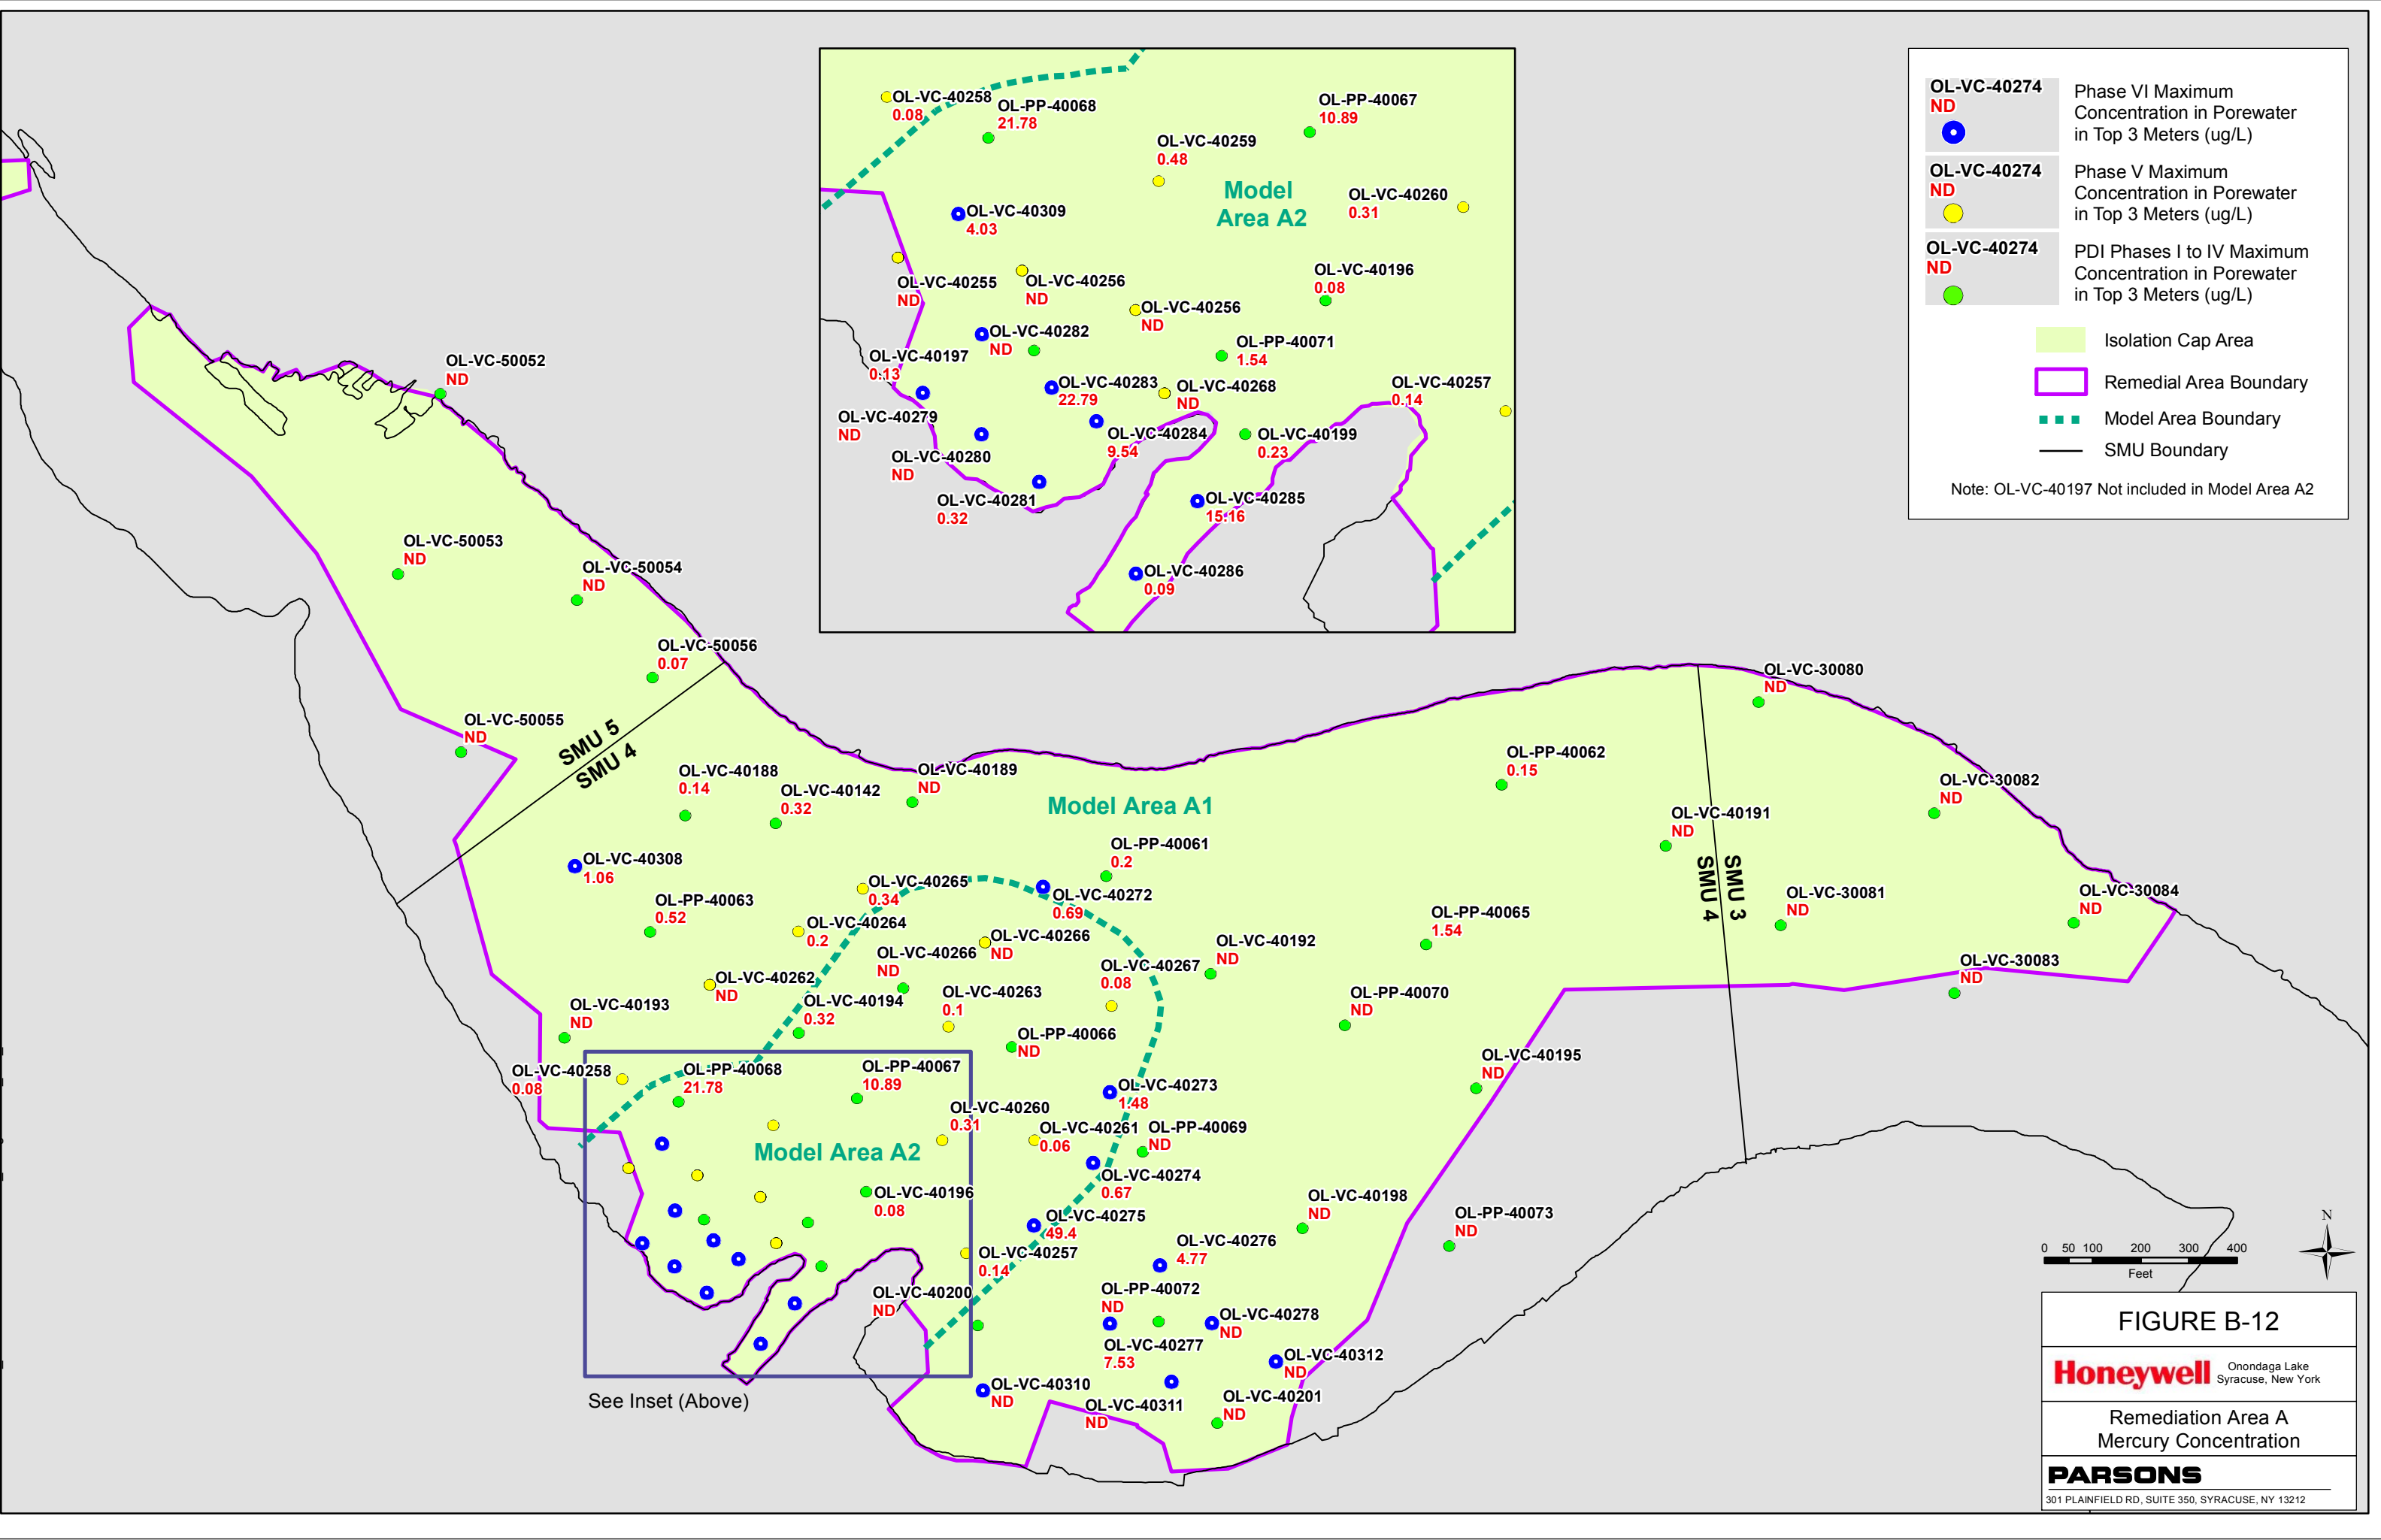 OL-VC-40258
0.08
OL-PP-40068
21.78
OL-PP-40067
10.89
OL-VC-40259
0.48
Model
Area A2
OL-VC-40260
0.31
OL-VC-40309
4.03
OL-VC-40255
ND
OL-VC-40256
ND
OL-VC-40196
0.08
OL-VC-40256
ND
OL-VC-40282
ND
OL-PP-40071
1.54
OL-VC-40197
0.13
OL-VC-40283
22.79
OL-VC-40268
ND
OL-VC-40257
0.14
OL-VC-40279
ND
OL-VC-40284
9.54
OL-VC-40199
0.23
OL-VC-40280
ND
OL-VC-40281
0.32
OL-VC-40285
15.16
OL-VC-40286
0.09
OL-VC-40274
ND
Phase VI Maximum
Concentration in Porewater
in Top 3 Meters (ug/L)
OL-VC-40274
ND
Phase V Maximum
Concentration in Porewater
in Top 3 Meters (ug/L)
OL-VC-40274
ND
PDI Phases I to IV Maximum
Concentration in Porewater
in Top 3 Meters (ug/L)
Isolation Cap Area
Remedial Area Boundary
Model Area Boundary
SMU Boundary
Note: OL-VC-40197 Not included in Model Area A2
OL-VC-50052
ND
OL-VC-50053
ND
OL-VC-50054
ND
OL-VC-50056
0.07
OL-VC-50055
ND
SMU 5
SMU 4
OL-VC-40188
0.14
OL-VC-40142
0.32
OL-VC-40189
ND
Model Area A1
OL-PP-40062
0.15
OL-VC-30080
ND
OL-VC-30082
ND
OL-VC-40191
ND
SMU 4
SMU 3
OL-PP-40061
0.2
OL-VC-40308
1.06
OL-VC-40265
0.34
OL-VC-40272
0.69
OL-PP-40063
0.52
OL-VC-40264
0.2
OL-PP-40065
1.54
OL-VC-30081
ND
OL-VC-30084
ND
OL-VC-40266
ND
OL-VC-40266
ND
OL-VC-40192
ND
OL-VC-40267
0.08
OL-VC-30083
ND
OL-VC-40262
ND
OL-VC-40263
0.1
OL-PP-40070
ND
OL-VC-40193
ND
OL-VC-40194
0.32
OL-PP-40066
ND
OL-VC-40195
ND
OL-VC-40258
0.08
OL-PP-40068
21.78
OL-PP-40067
10.89
OL-VC-40273
1.48
OL-VC-40260
0.31
OL-VC-40261
0.06
OL-PP-40069
ND
Model Area A2
OL-VC-40274
0.67
OL-VC-40196
0.08
OL-VC-40198
ND
OL-PP-40073
ND
OL-VC-40275
49.4
OL-VC-40276
4.77
OL-VC-40257
0.14
OL-VC-40200
ND
OL-PP-40072
ND
OL-VC-40278
ND
OL-VC-40277
7.53
OL-VC-40312
ND
OL-VC-40310
ND
OL-VC-40311
ND
OL-VC-40201
ND
See Inset (Above)
N
0 50 100 200 300 400
Feet
FIGURE B-12
Honeywell
Onondaga Lake
Syracuse, New York
Remediation Area A
Mercury Concentration
PARSONS
301 PLAINFIELD RD, SUITE 350, SYRACUSE, NY 13212